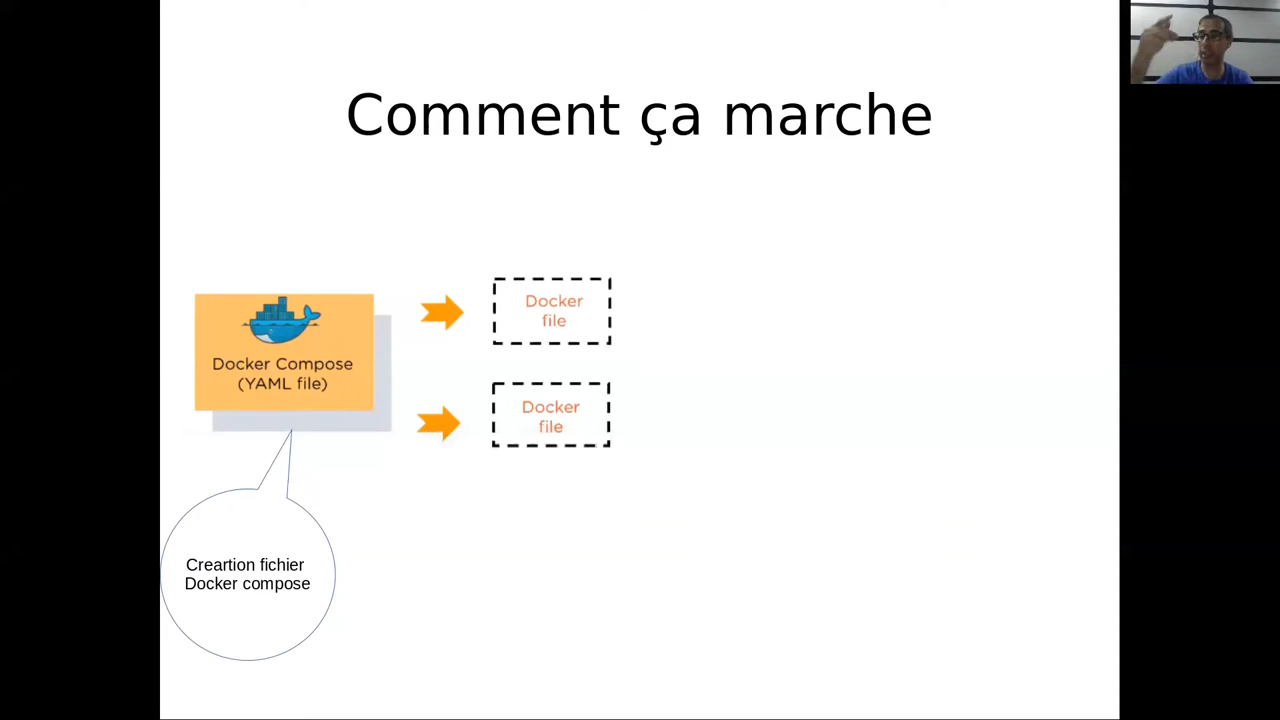 Comment ça marche
Docker Compose
(YAML file)
Docker
file
Docker
file
Creartion fichier
Docker compose